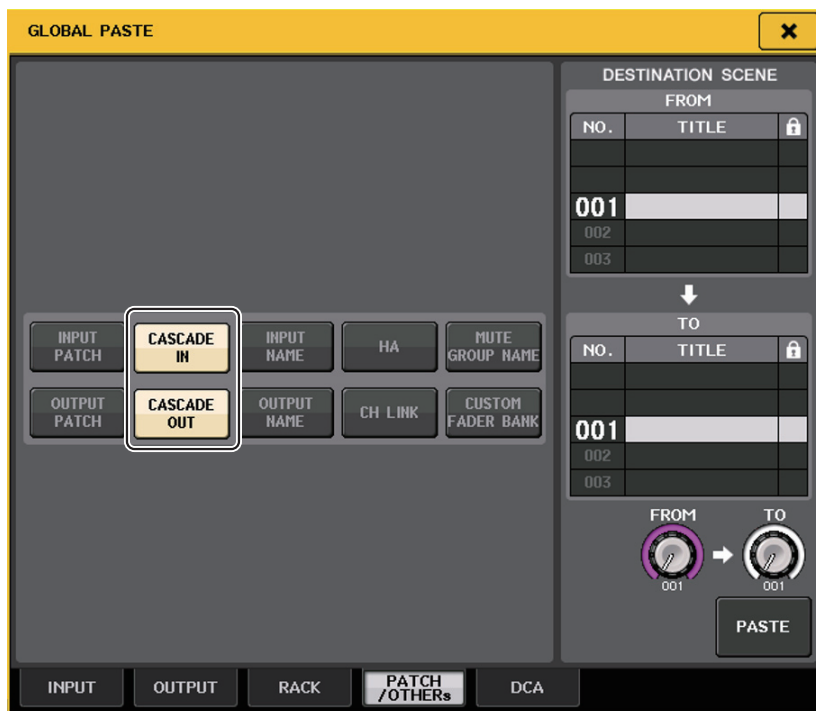 GLOBAL PASTE
DESTINATION SCENE
FROM
NO. TITLE
001
002
003
TO
NO. TITLE
001
002
003
INPUT PATCH
CASCADE IN
INPUT NAME
HA
MUTE GROUP NAME
OUTPUT PATCH
CASCADE OUT
OUTPUT NAME
CH LINK
CUSTOM FADER BANK
FROM
TO
001
001
PASTE
INPUT
OUTPUT
RACK
PATCH /OTHERs
DCA